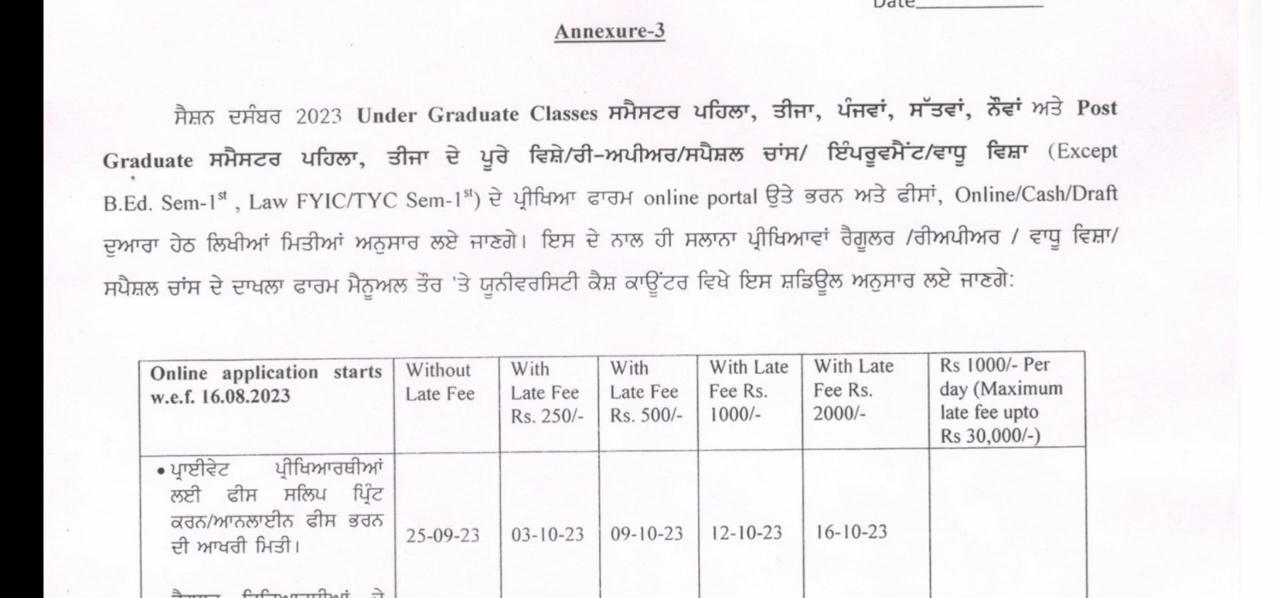 Date
Annexure-3
ਸੈਸ਼ਨ ਦਸੰਬਰ 2023 Under Graduate Classes ਸਮੈਸਟਰ ਪਹਿਲਾ, ਤੀਜਾ, ਪੰਜਵਾਂ, ਸੱਤਵਾਂ, ਨੌਵਾਂ ਅਤੇ Post
Graduate ਸਮੈਸਟਰ ਪਹਿਲਾ, ਤੀਜਾ ਦੇ ਪੂਰੇ ਵਿਸ਼ੇ/ਰੀ-ਅਪੀਅਰ/ਸਪੈਸ਼ਲ ਚਾਂਸ/ ਇੰਪਰੂਵਮੈਂਟ/ਵਾਧੂ ਵਿਸ਼ਾ (Except
B.Ed. Sem-1st , Law FYIC/TYC Sem-1st) ਦੇ ਪ੍ਰੀਖਿਆ ਫਾਰਮ online portal ਉਤੇ ਭਰਨ ਅਤੇ ਫੀਸਾਂ, Online/Cash/Draft
ਦੁਆਰਾ ਹੇਠ ਲਿਖੀਆਂ ਮਿਤੀਆਂ ਅਨੁਸਾਰ ਲਏ ਜਾਣਗੇ। ਇਸ ਦੇ ਨਾਲ ਹੀ ਸਲਾਨਾ ਪ੍ਰੀਖਿਆਵਾਂ ਰੈਗੂਲਰ /ਰੀਅਪੀਅਰ / ਵਾਧੂ ਵਿਸ਼ਾ/
ਸਪੈਸ਼ਲ ਚਾਂਸ ਦੇ ਦਾਖਲਾ ਫਾਰਮ ਮੈਨੂਅਲ ਤੌਰ 'ਤੇ ਯੂਨੀਵਰਸਿਟੀ ਕੈਸ਼ ਕਾਊਂਟਰ ਵਿਖੇ ਇਸ ਸ਼ਡਿਊਲ ਅਨੁਸਾਰ ਲਏ ਜਾਣਗੇ:
Online application starts
w.e.f. 16.08.2023
Without
Late Fee
With
Late Fee
Rs. 250/-
With
Late Fee
Rs. 500/-
With Late
Fee Rs.
1000/-
With Late
Fee Rs.
2000/-
Rs 1000/- Per
day (Maximum
late fee upto
Rs 30,000/-)
• ਪ੍ਰਾਈਵੇਟ ਪ੍ਰੀਖਿਆਰਥੀਆਂ
ਲਈ ਫੀਸ ਸਲਿਪ ਪ੍ਰਿੰਟ
ਕਰਨ/ਆਨਲਾਈਨ ਫੀਸ ਭਰਨ
ਦੀ ਆਖਰੀ ਮਿਤੀ।
25-09-23
03-10-23
09-10-23
12-10-23
16-10-23